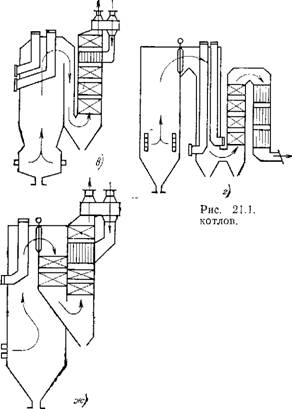 в)
г)
Рис. 21.1.
котлов.
ж)